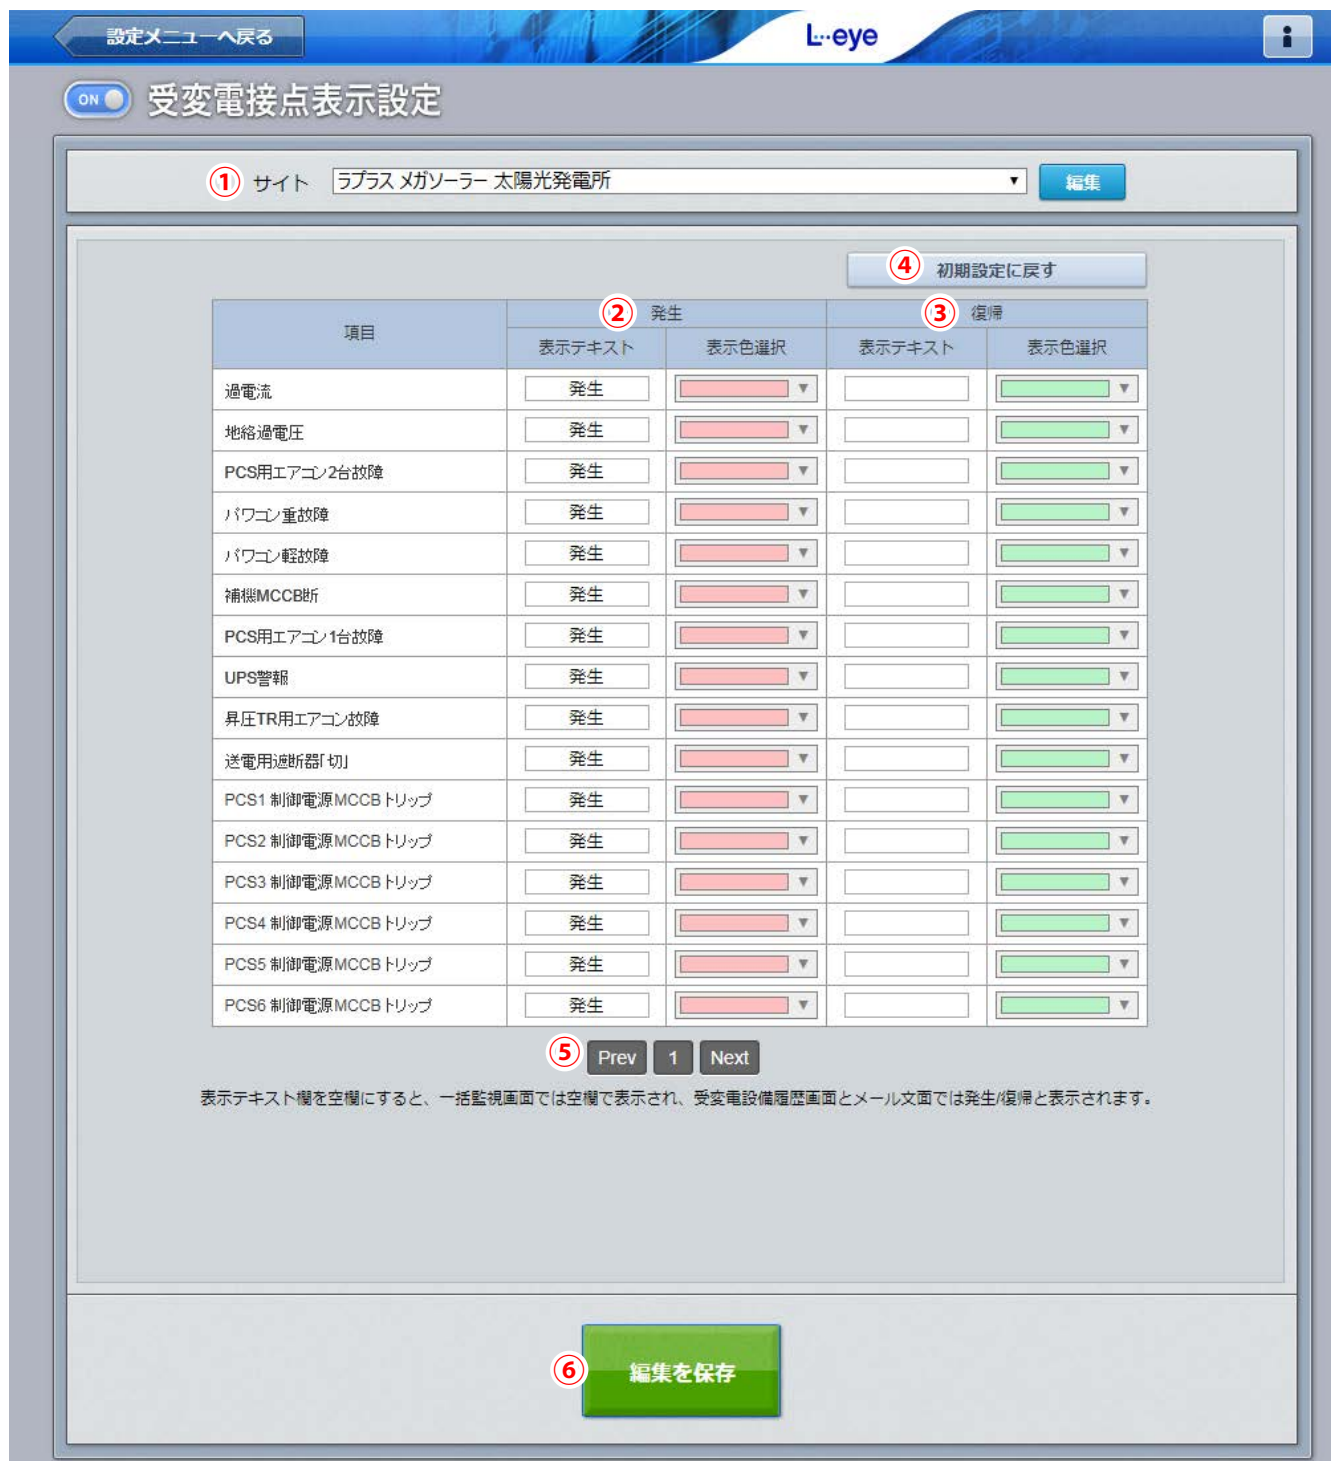 設定メニューへ戻る
L・eye
i
ON 受変電接点表示設定
① サイト ラプラス メガソーラー 太陽光発電所 ▼ 編集
④ 初期設定に戻す
項目 ② 発生 ③ 復帰
表示テキスト 表示色選択 表示テキスト 表示色選択
過電流 発生 ▼ ▼
地絡過電圧 発生 ▼ ▼
PCS用エアコン2台故障 発生 ▼ ▼
パワコン重故障 発生 ▼ ▼
パワコン軽故障 発生 ▼ ▼
補機MCCB断 発生 ▼ ▼
PCS用エアコン1台故障 発生 ▼ ▼
UPS警報 発生 ▼ ▼
昇圧TR用エアコン故障 発生 ▼ ▼
送電用遮断器「切」 発生 ▼ ▼
PCS1 制御電源MCCBトリップ 発生 ▼ ▼
PCS2 制御電源MCCBトリップ 発生 ▼ ▼
PCS3 制御電源MCCBトリップ 発生 ▼ ▼
PCS4 制御電源MCCBトリップ 発生 ▼ ▼
PCS5 制御電源MCCBトリップ 発生 ▼ ▼
PCS6 制御電源MCCBトリップ 発生 ▼ ▼
⑤ Prev 1 Next
表示テキスト欄を空欄にすると、一括監視画面では空欄で表示され、受変電設備履歴画面とメール文面では発生/復帰と表示されます。
⑥ 編集を保存